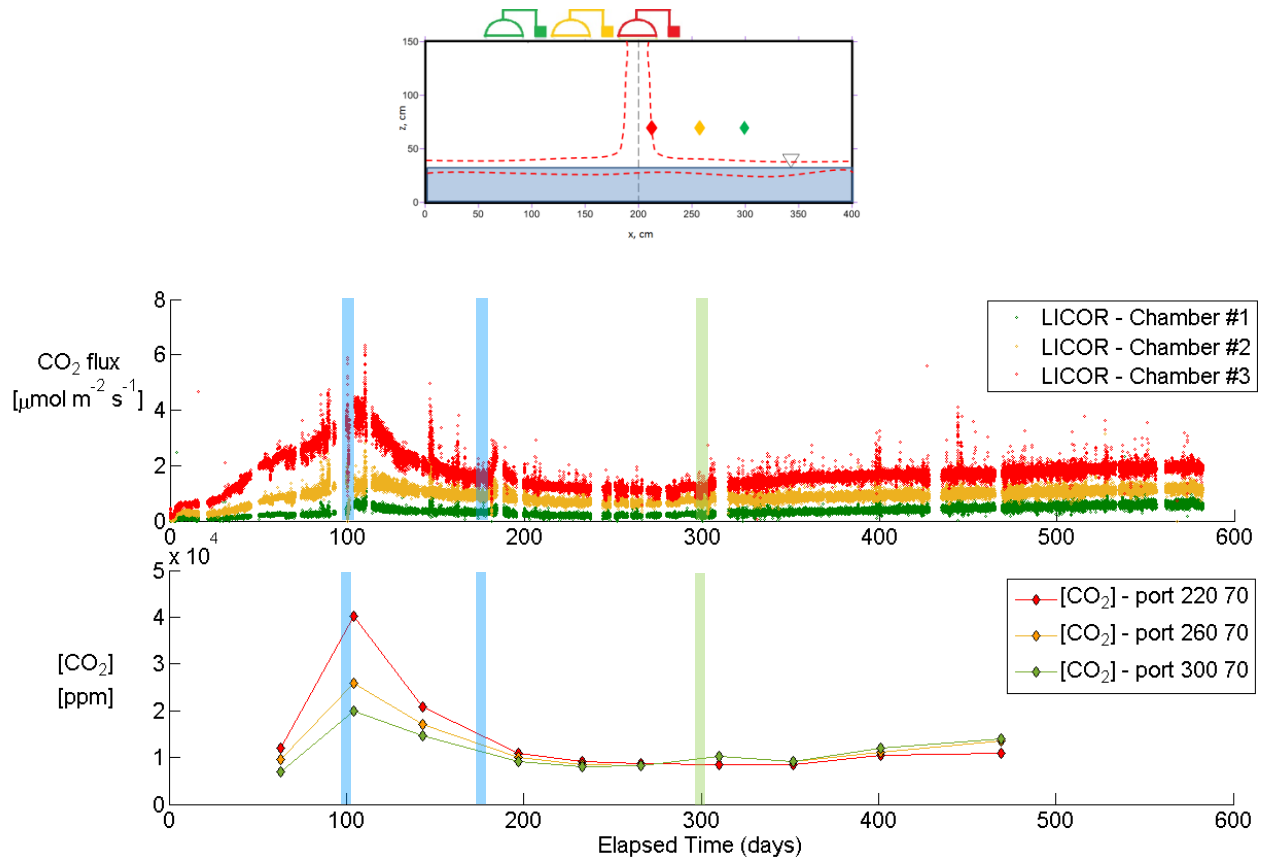 150
100
50
0
z, cm
0 50 100 150 200 250 300 350 400
x, cm
8
6
4
2
0
CO₂ flux
[μmol m⁻² s⁻¹]
LICOR - Chamber #1
LICOR - Chamber #2
LICOR - Chamber #3
0 100 200 300 400 500 600
x 10⁴
5
4
3
2
1
0
[CO₂]
[ppm]
[CO₂] - port 220 70
[CO₂] - port 260 70
[CO₂] - port 300 70
0 100 200 300 400 500 600
Elapsed Time (days)